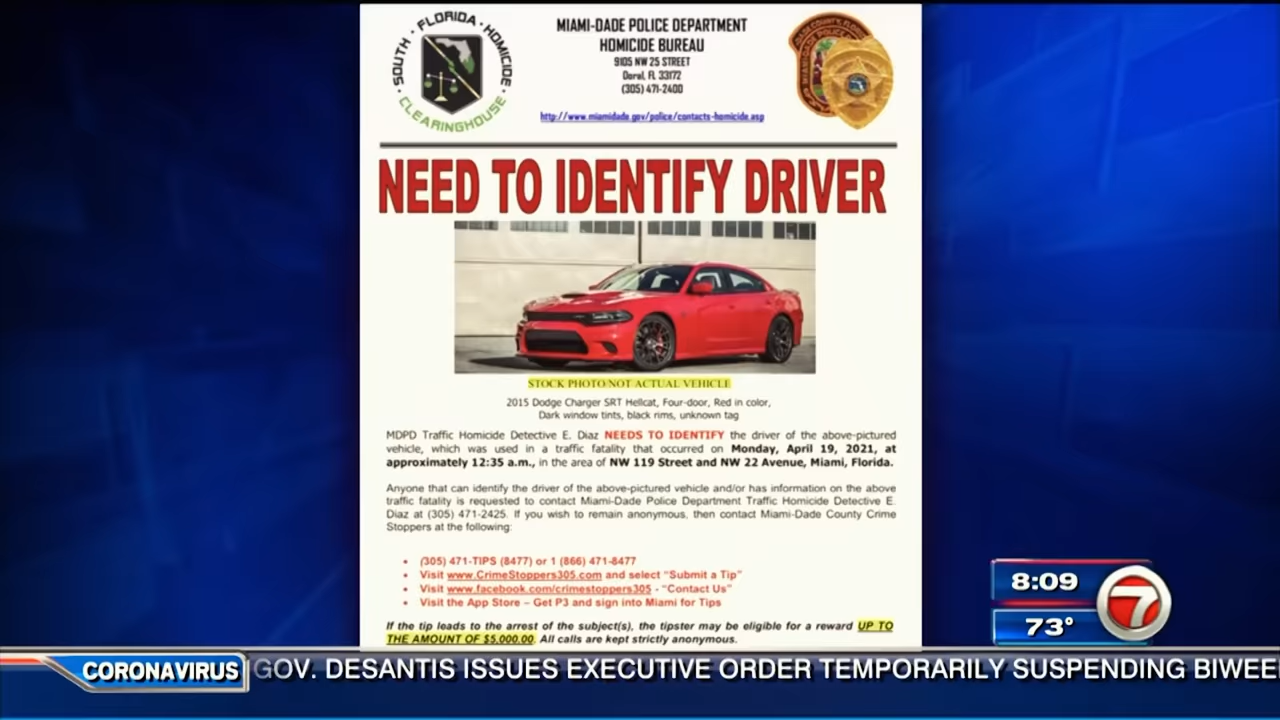 SOUTH · FLORIDA · HOMICIDE
CLEARINGHOUSE
MIAMI-DADE POLICE DEPARTMENT
HOMICIDE BUREAU
9105 NW 25 STREET
Doral, FL 33172
(305) 471-2400
http://www.miamidade.gov/police/contacts-homicide.asp
NEED TO IDENTIFY DRIVER
STOCK PHOTO/NOT ACTUAL VEHICLE
2015 Dodge Charger SRT Hellcat, Four-door, Red in color,
Dark window tints, black rims, unknown tag
MDPD Traffic Homicide Detective E. Diaz NEEDS TO IDENTIFY the driver of the above-pictured
vehicle, which was used in a traffic fatality that occurred on Monday, April 19, 2021, at
approximately 12:35 a.m., in the area of NW 119 Street and NW 22 Avenue, Miami, Florida.
Anyone that can identify the driver of the above-pictured vehicle and/or has information on the above
traffic fatality is requested to contact Miami-Dade Police Department Traffic Homicide Detective E.
Diaz at (305) 471-2425. If you wish to remain anonymous, then contact Miami-Dade County Crime
Stoppers at the following:
• (305) 471-TIPS (8477) or 1 (866) 471-8477
• Visit www.CrimeStoppers305.com and select “Submit a Tip”
• Visit www.facebook.com/crimestoppers305 - “Contact Us”
• Visit the App Store – Get P3 and sign into Miami for Tips
If the tip leads to the arrest of the subject(s), the tipster may be eligible for a reward UP TO
THE AMOUNT OF $5,000.00. All calls are kept strictly anonymous.
8:09
73°
7
CORONAVIRUS GOV. DESANTIS ISSUES EXECUTIVE ORDER TEMPORARILY SUSPENDING BIWEE